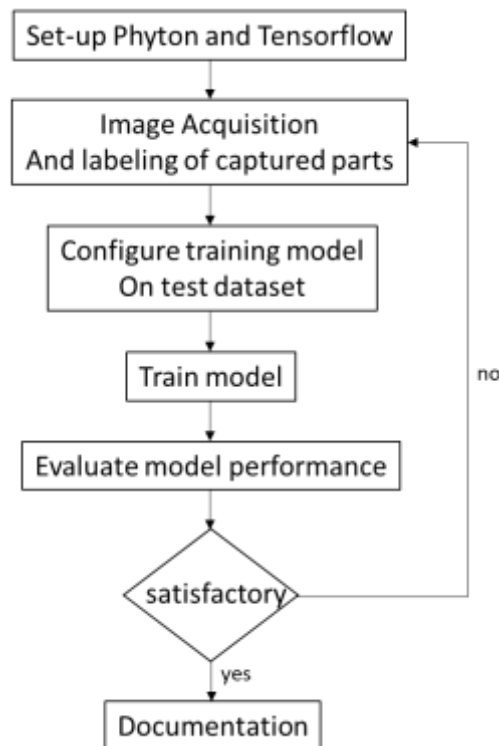 Set-up Phyton and Tensorflow
Image Acquisition
And labeling of captured parts
Configure training model
On test dataset
Train model
no
Evaluate model performance
satisfactory
yes
Documentation